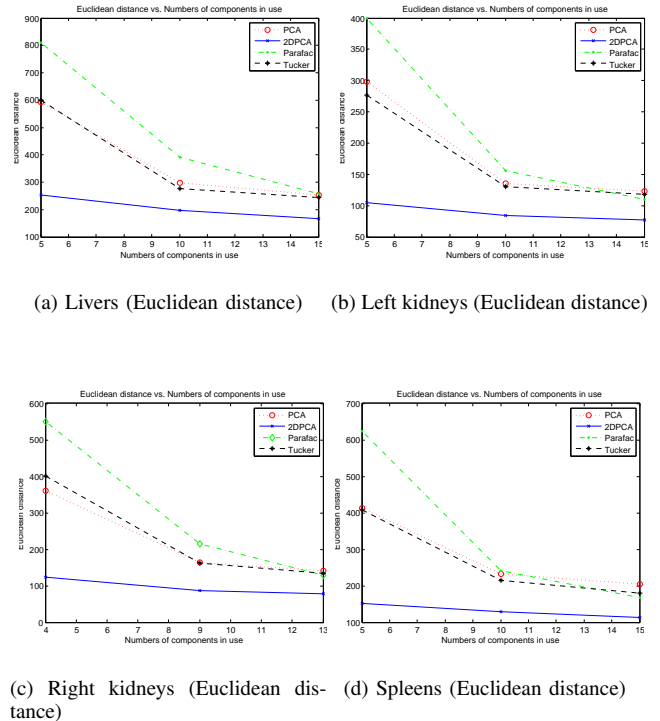 Euclidean distance vs. Numbers of components in use
900
800
700
600
500
400
300
200
100
5 6 7 8 9 10 11 12 13 14 15
Euclidean distance
Numbers of components in use
PCA
2DPCA
Parafac
Tucker
(a) Livers (Euclidean distance)
Euclidean distance vs. Numbers of components in use
400
350
300
250
200
150
100
50
5 6 7 8 9 10 11 12 13 14 15
Euclidean distance
Numbers of components in use
PCA
2DPCA
Parafac
Tucker
(b) Left kidneys (Euclidean distance)
Euclidean distance vs. Numbers of components in use
600
500
400
300
200
100
0
4 5 6 7 8 9 10 11 12 13
Euclidean distance
Numbers of components in use
PCA
2DPCA
Parafac
Tucker
(c) Right kidneys (Euclidean dis-
tance)
Euclidean distance vs. Numbers of components in use
700
600
500
400
300
200
100
5 6 7 8 9 10 11 12 13 14 15
Euclidean distance
Numbers of components in use
PCA
2DPCA
Parafac
Tucker
(d) Spleens (Euclidean distance)